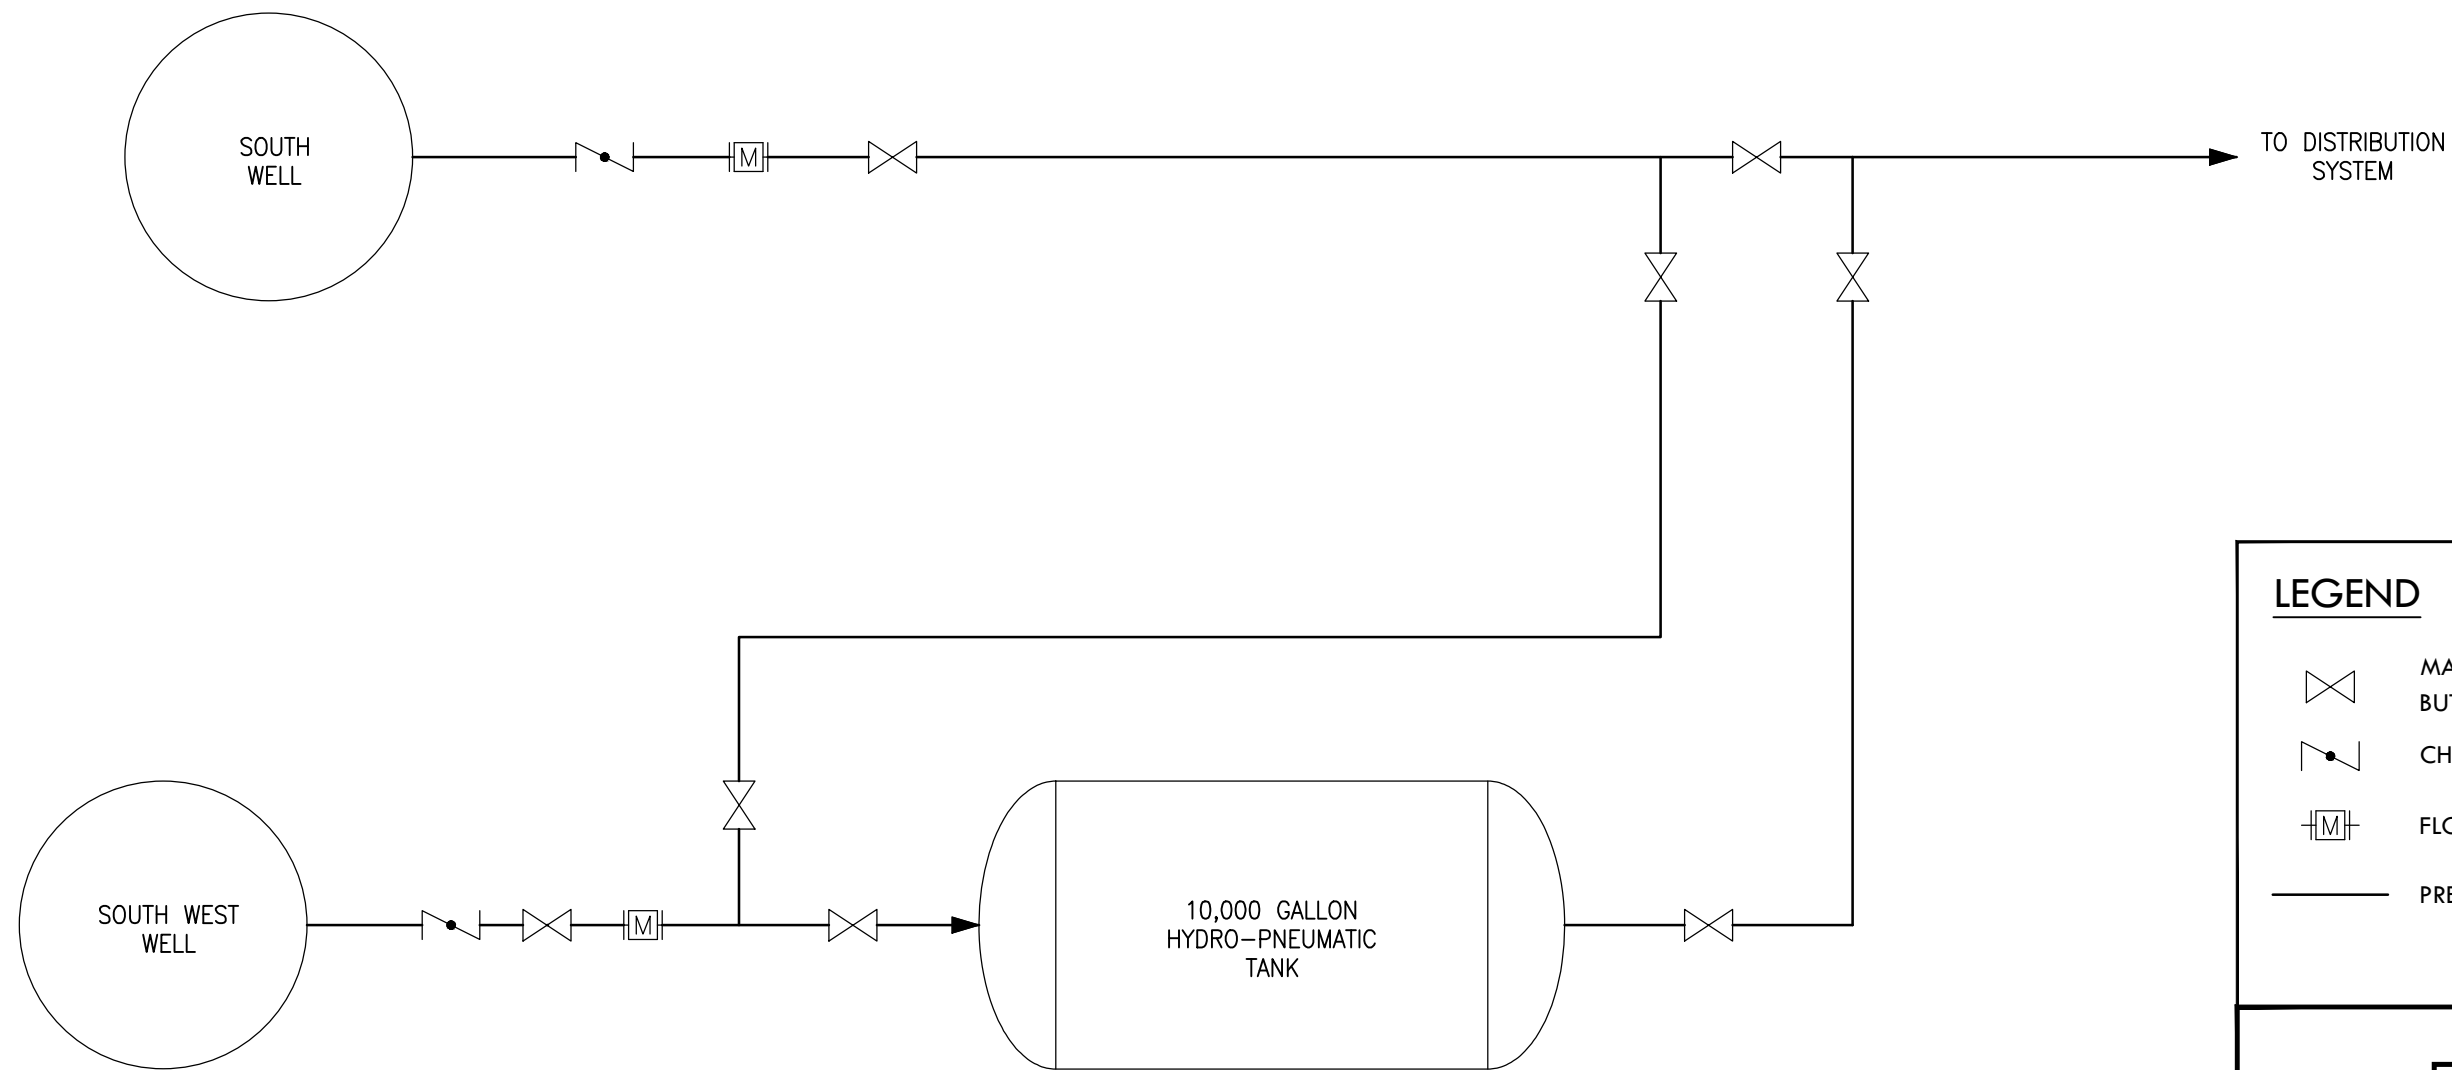 SOUTH
WELL
M
TO DISTRIBUTION
SYSTEM
SOUTH WEST
WELL
M
10,000 GALLON
HYDRO-PNEUMATIC
TANK
LEGEND
M